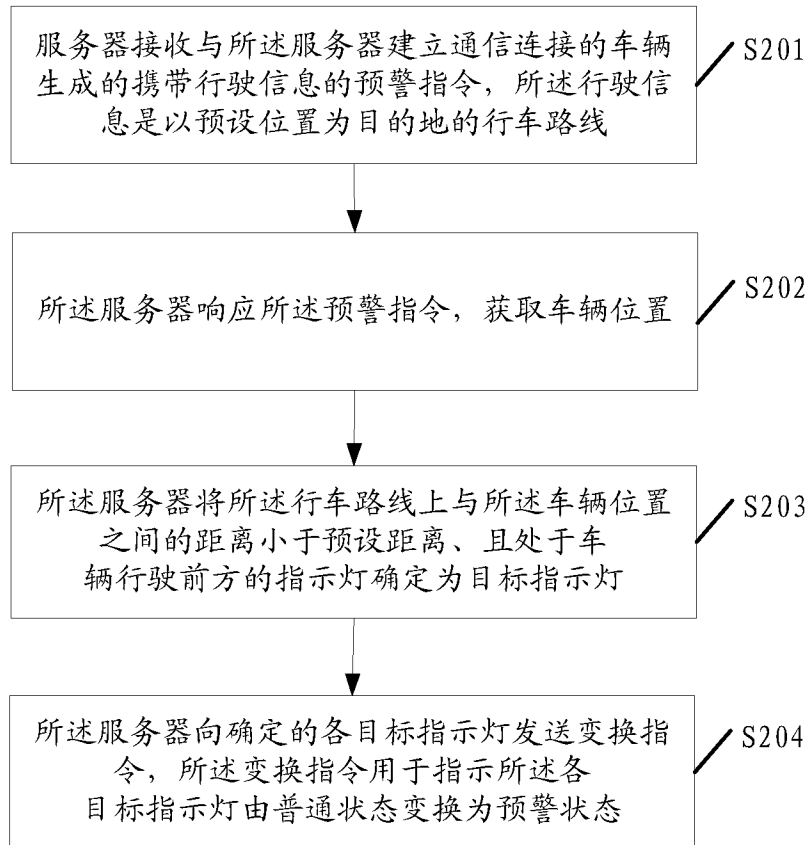 服务器接收与所述服务器建立通信连接的车辆
生成的携带行驶信息的预警指令，所述行驶信
息是以预设位置为目的地的行车路线
S201
所述服务器响应所述预警指令，获取车辆位置
S202
所述服务器将所述行车路线上与所述车辆位置
之间的距离小于预设距离、且处于车
辆行驶前方的指示灯确定为目标指示灯
S203
所述服务器向确定的各目标指示灯发送变换指
令，所述变换指令用于指示所述各
目标指示灯由普通状态变换为预警状态
S204